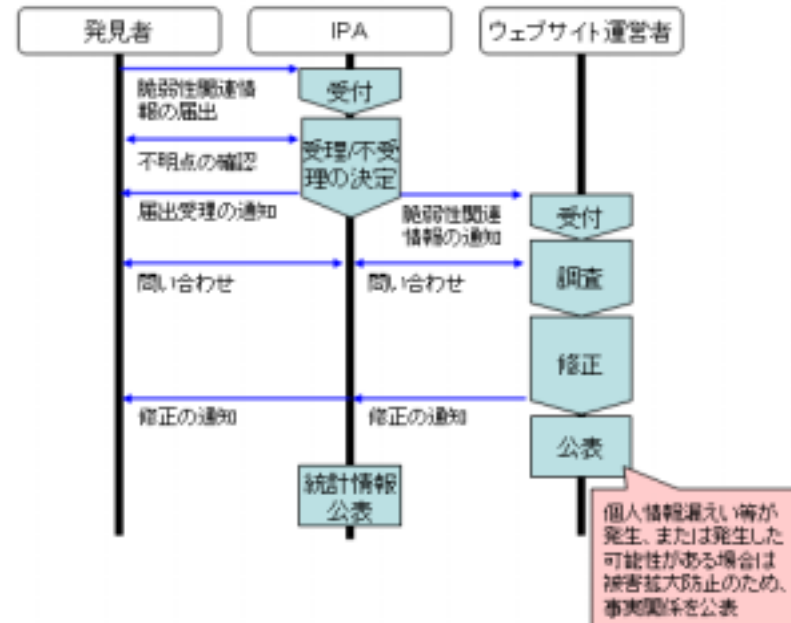 発見者
IPA
ウェブサイト運営者
脆弱性関連情
報の届出
受付
不明点の確認
受理/不受
理の決定
届出受理の通知
脆弱性関連
情報の通知
受付
問い合わせ
問い合わせ
調査
修正
修正の通知
修正の通知
公表
統計情報
公表
個人情報漏えい等が
発生、または発生した
可能性がある場合は
被害拡大防止のため、
事実関係を公表